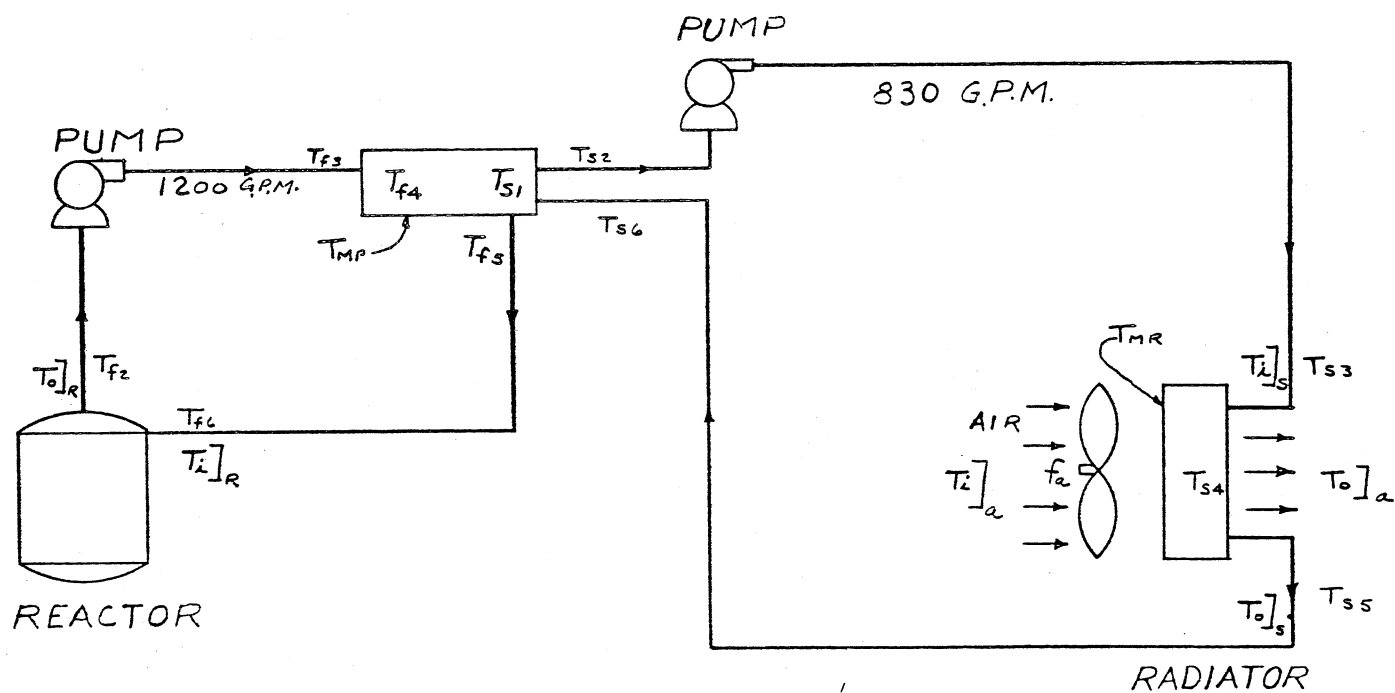 PUMP
830 G.P.M.
PUMP
1200 G.P.M.
Tf3
Tf4
TS1
TS2
TS6
TMP
Tf5
To]R
Tf2
Tf6
Ti]R
REACTOR
TMR
Ti]S
TS3
AIR
Ti]a
fa
TS4
To]a
To]S
TS5
RADIATOR